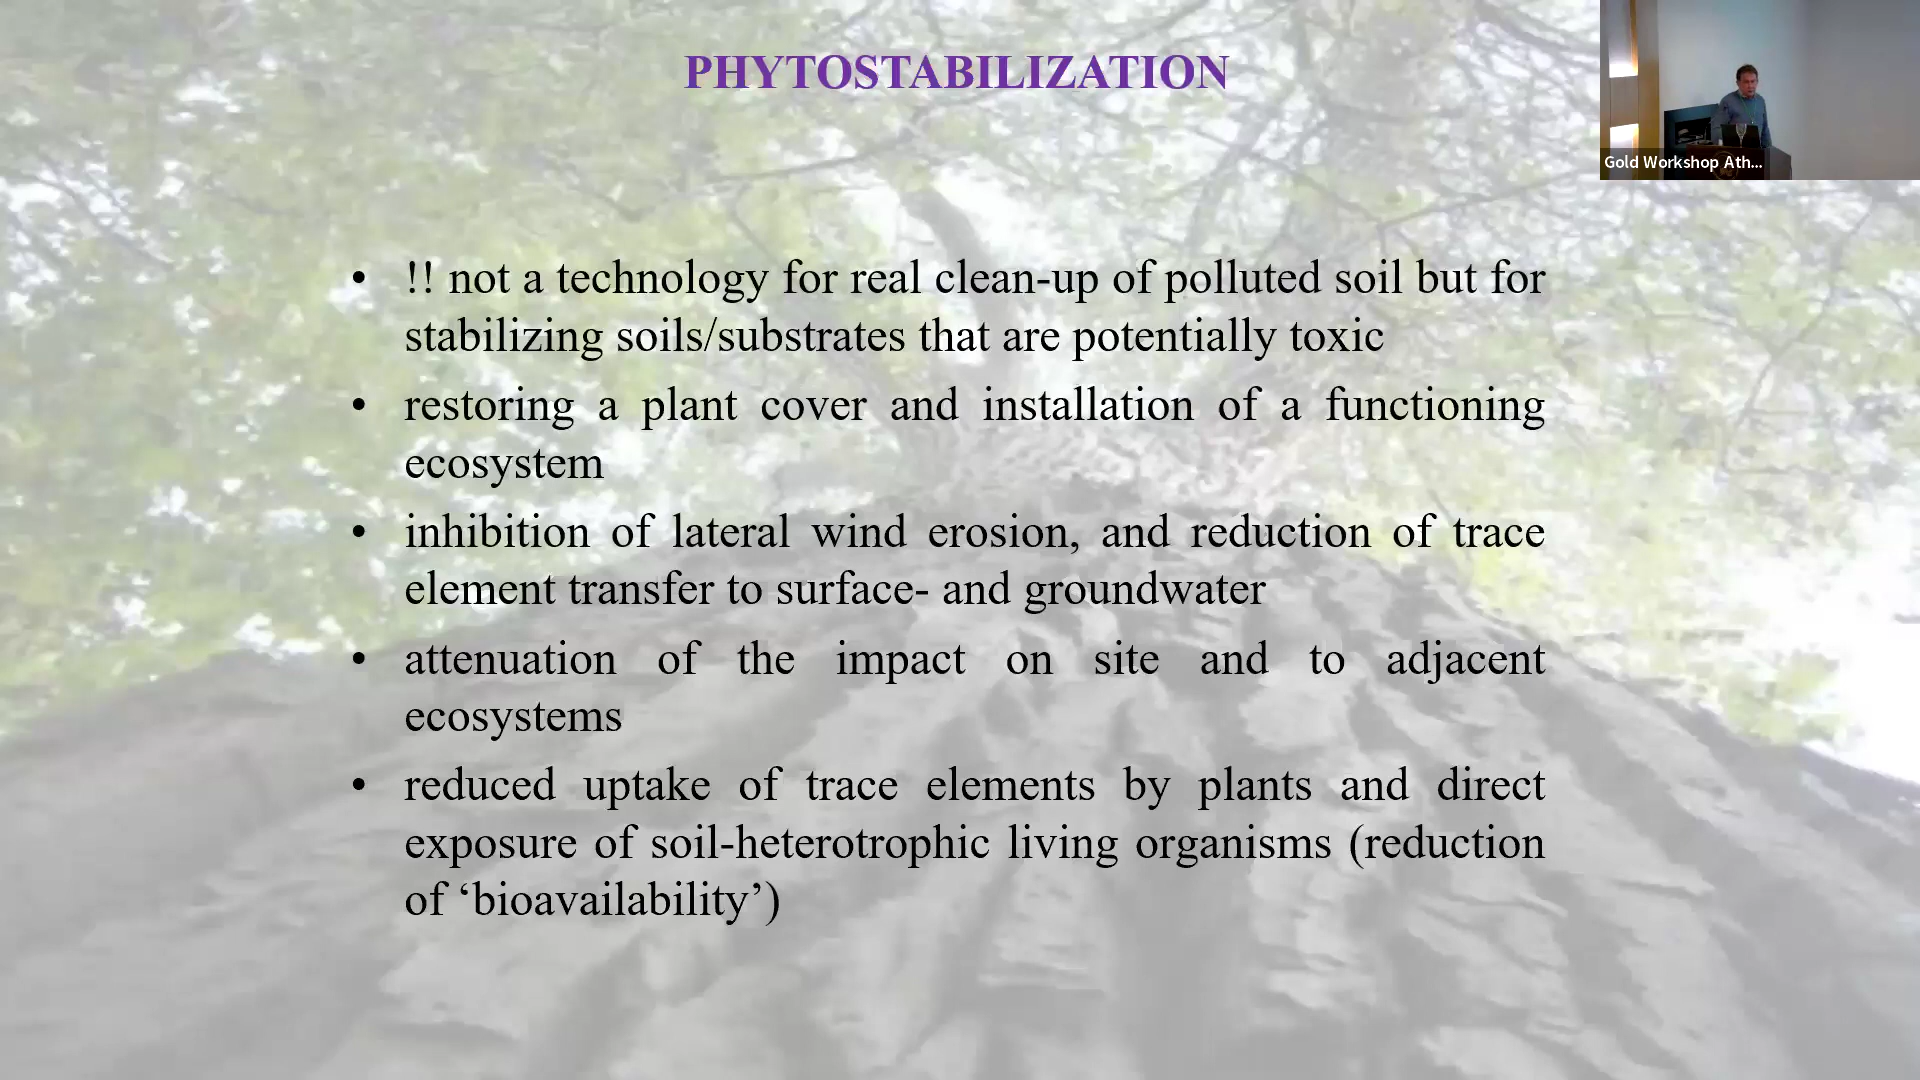 PHYTOSTABILIZATION
Gold Workshop Ath...
• !! not a technology for real clean-up of polluted soil but for
stabilizing soils/substrates that are potentially toxic
• restoring a plant cover and installation of a functioning
ecosystem
• inhibition of lateral wind erosion, and reduction of trace
element transfer to surface- and groundwater
• attenuation of the impact on site and to adjacent
ecosystems
• reduced uptake of trace elements by plants and direct
exposure of soil-heterotrophic living organisms (reduction
of ‘bioavailability’)